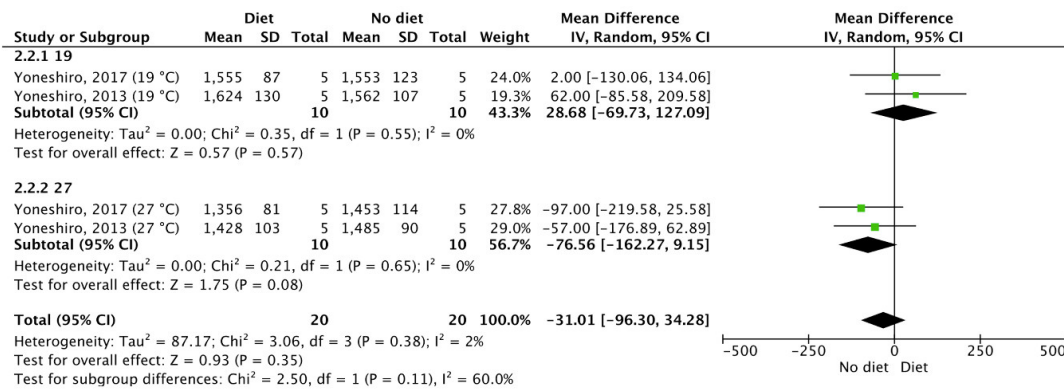 Diet No diet Mean Difference Mean Difference
Study or Subgroup Mean SD Total Mean SD Total Weight IV, Random, 95% CI IV, Random, 95% CI
2.2.1 19
Yoneshiro, 2017 (19 °C) 1,555 87 5 1,553 123 5 24.0% 2.00 [−130.06, 134.06]
Yoneshiro, 2013 (19 °C) 1,624 130 5 1,562 107 5 19.3% 62.00 [−85.58, 209.58]
Subtotal (95% CI) 10 10 43.3% 28.68 [−69.73, 127.09]
Heterogeneity: Tau² = 0.00; Chi² = 0.35, df = 1 (P = 0.55); I² = 0%
Test for overall effect: Z = 0.57 (P = 0.57)
2.2.2 27
Yoneshiro, 2017 (27 °C) 1,356 81 5 1,453 114 5 27.8% −97.00 [−219.58, 25.58]
Yoneshiro, 2013 (27 °C) 1,428 103 5 1,485 90 5 29.0% −57.00 [−176.89, 62.89]
Subtotal (95% CI) 10 10 56.7% −76.56 [−162.27, 9.15]
Heterogeneity: Tau² = 0.00; Chi² = 0.21, df = 1 (P = 0.65); I² = 0%
Test for overall effect: Z = 1.75 (P = 0.08)
Total (95% CI) 20 20 100.0% −31.01 [−96.30, 34.28]
Heterogeneity: Tau² = 87.17; Chi² = 3.06, df = 3 (P = 0.38); I² = 2%
Test for overall effect: Z = 0.93 (P = 0.35)
Test for subgroup differences: Chi² = 2.50, df = 1 (P = 0.11), I² = 60.0%
−500 −250 0 250 500
No diet Diet